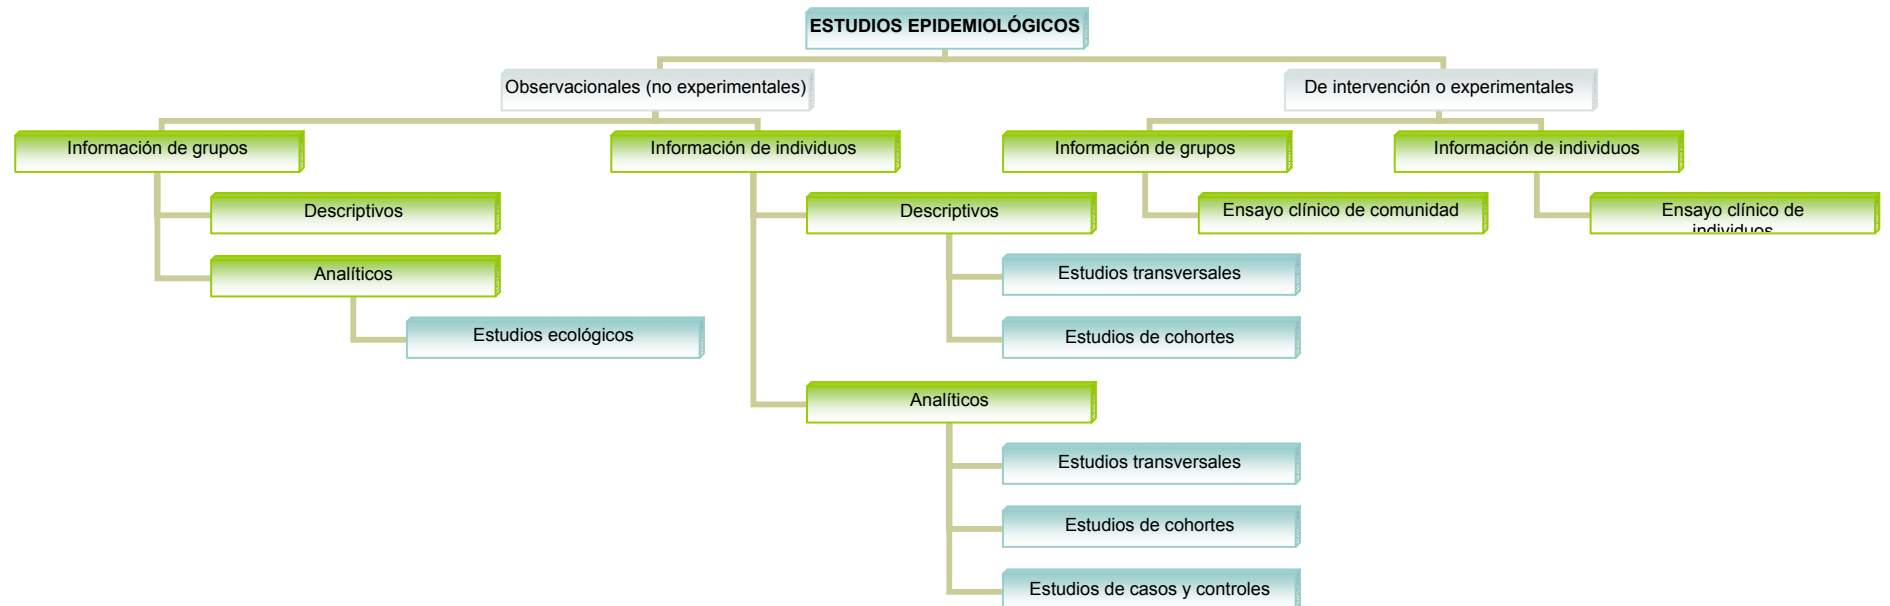 ESTUDIOS EPIDEMIOLÓGICOS
Observacionales (no experimentales)
De intervención o experimentales
Información de grupos
Información de individuos
Información de grupos
Información de individuos
Descriptivos
Descriptivos
Ensayo clínico de comunidad
Ensayo clínico de
individuos
Analíticos
Estudios transversales
Estudios ecológicos
Estudios de cohortes
Analíticos
Estudios transversales
Estudios de cohortes
Estudios de casos y controles